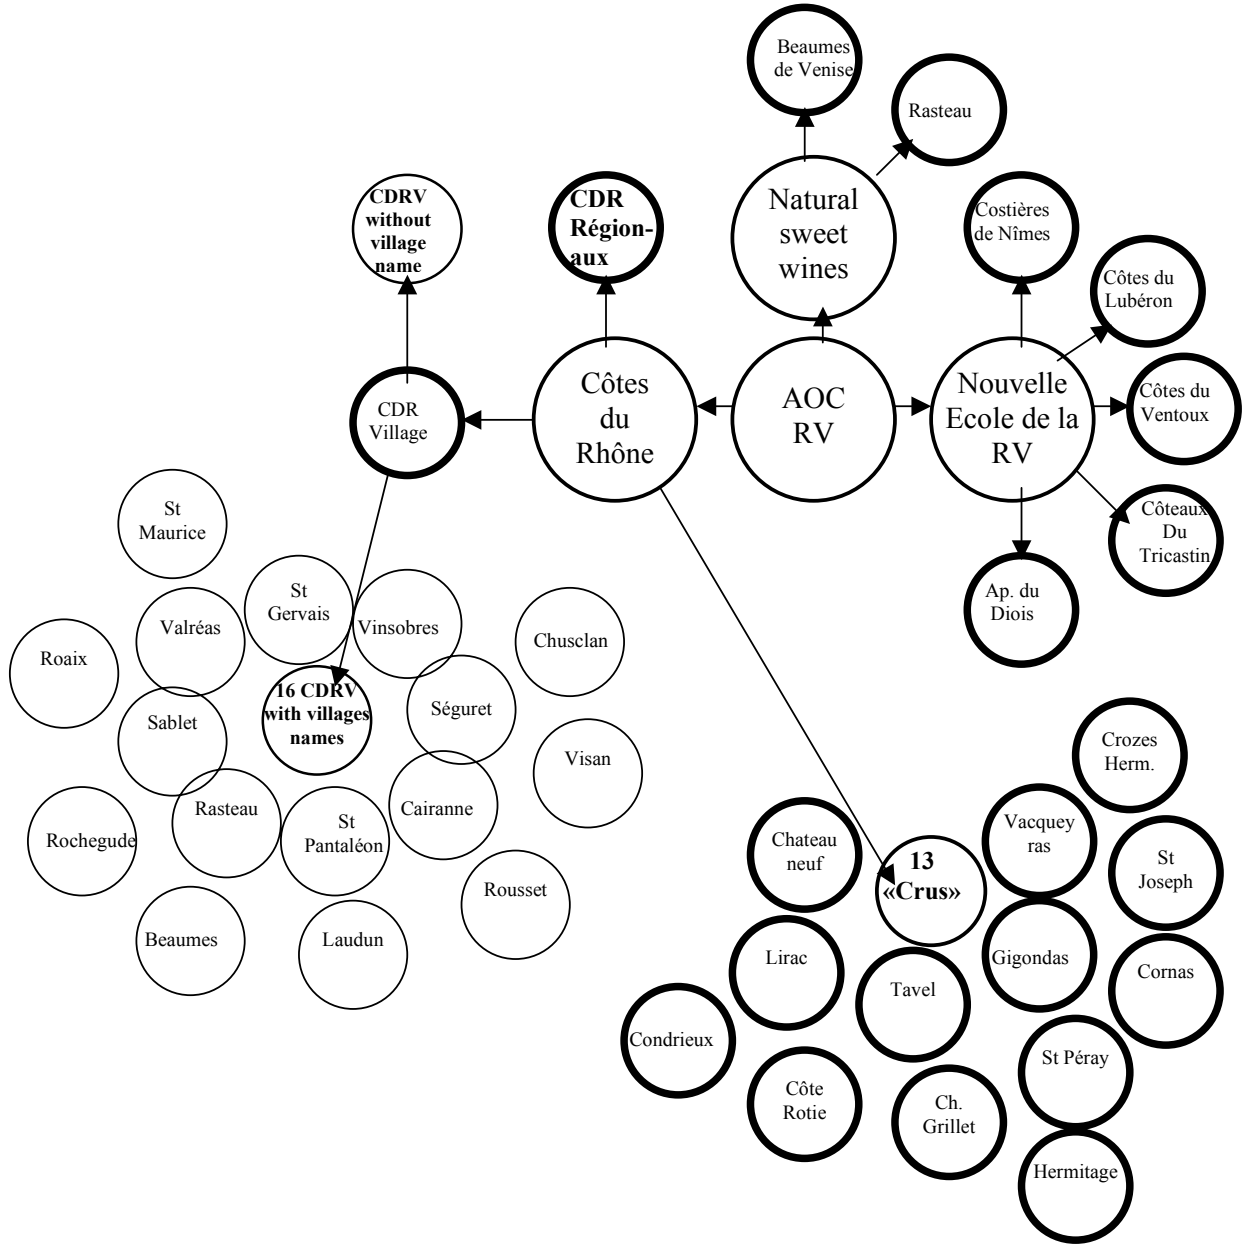 Beaumes
de Venise
Rasteau
CDRV
without
village
name
CDR
Région-
aux
Natural
sweet
wines
Costières
de Nîmes
Côtes du
Lubéron
CDR
Village
Côtes
du
Rhône
AOC
RV
Nouvelle
Ecole de la
RV
Côtes du
Ventoux
Côteaux
Du
Tricastin
Ap. du
Diois
St
Maurice
St
Gervais
Valréas
Vinsobres
Chusclan
Roaix
16 CDRV
with villages
names
Séguret
Sablet
Visan
Rasteau
Cairanne
St
Pantaléon
Rochegude
Rousset
Beaumes
Laudun
Crozes
Herm.
Chateau
neuf
13
«Crus»
Vacquey
ras
St
Joseph
Lirac
Tavel
Gigondas
Cornas
Condrieux
St Péray
Côte
Rotie
Ch.
Grillet
Hermitage